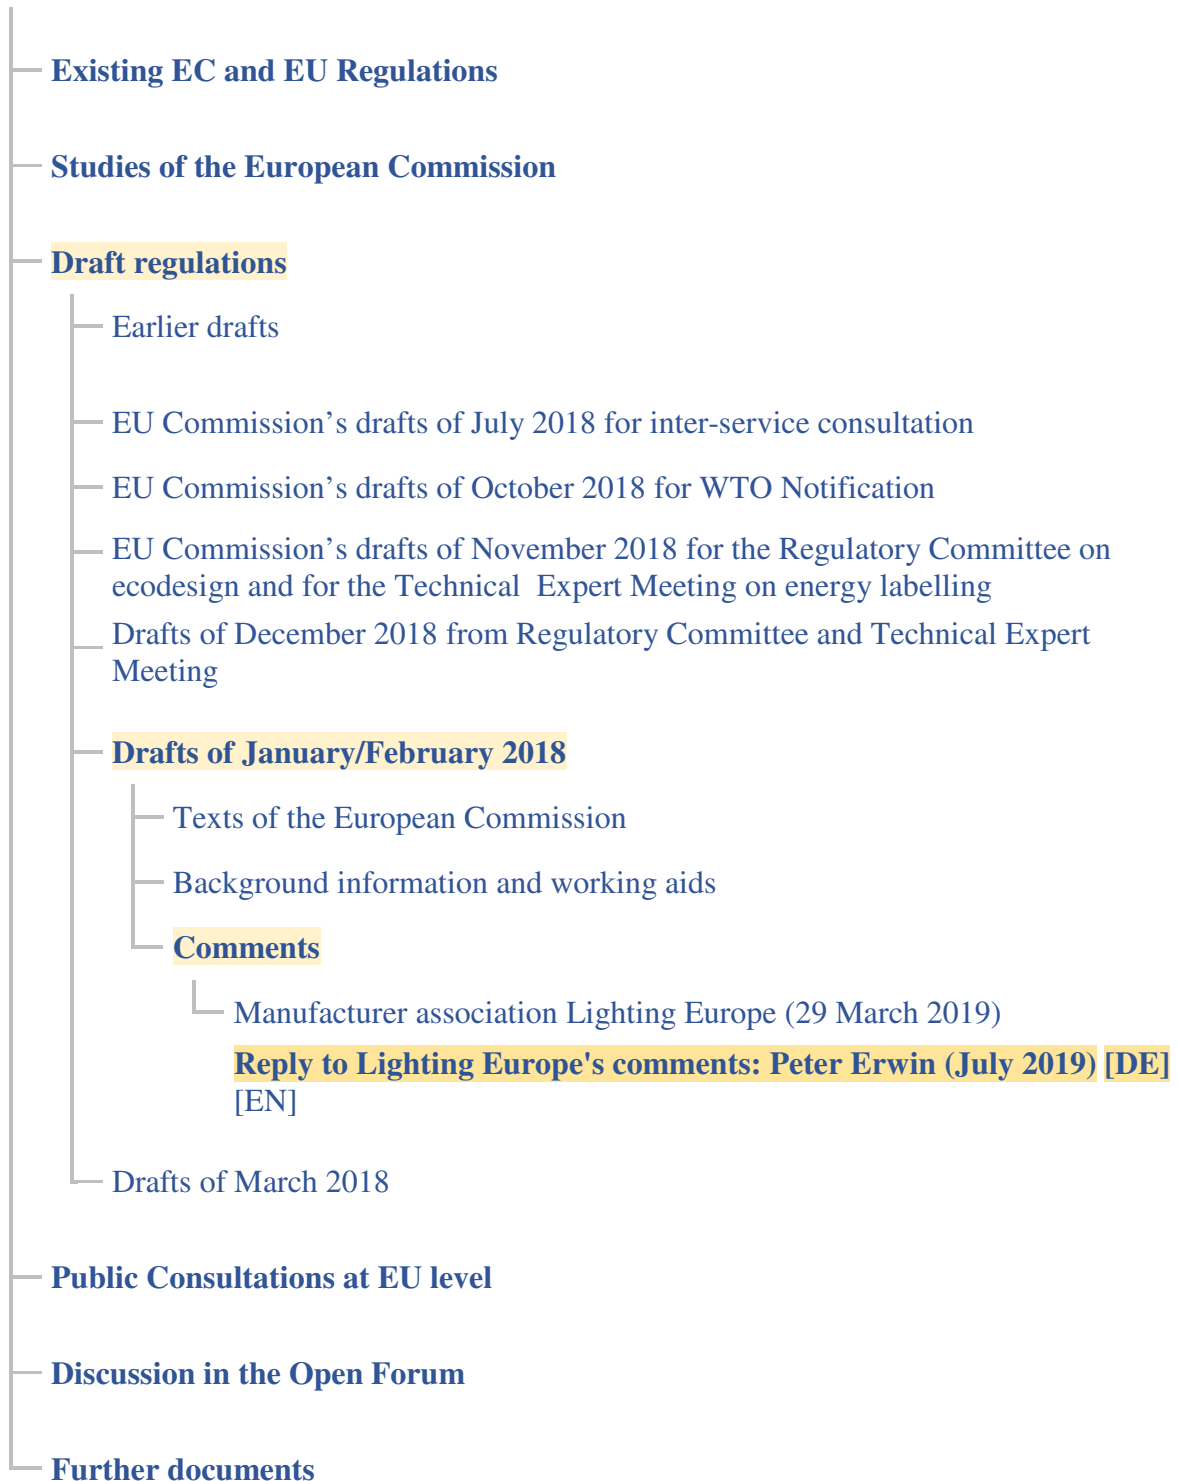 Existing EC and EU Regulations
Studies of the European Commission
Draft regulations
Earlier drafts
EU Commission’s drafts of July 2018 for inter-service consultation
EU Commission’s drafts of October 2018 for WTO Notification
EU Commission’s drafts of November 2018 for the Regulatory Committee on
ecodesign and for the Technical  Expert Meeting on energy labelling
Drafts of December 2018 from Regulatory Committee and Technical Expert
Meeting
Drafts of January/February 2018
Texts of the European Commission
Background information and working aids
Comments
Manufacturer association Lighting Europe (29 March 2019)
Reply to Lighting Europe's comments: Peter Erwin (July 2019) [DE]
[EN]
Drafts of March 2018
Public Consultations at EU level
Discussion in the Open Forum
Further documents